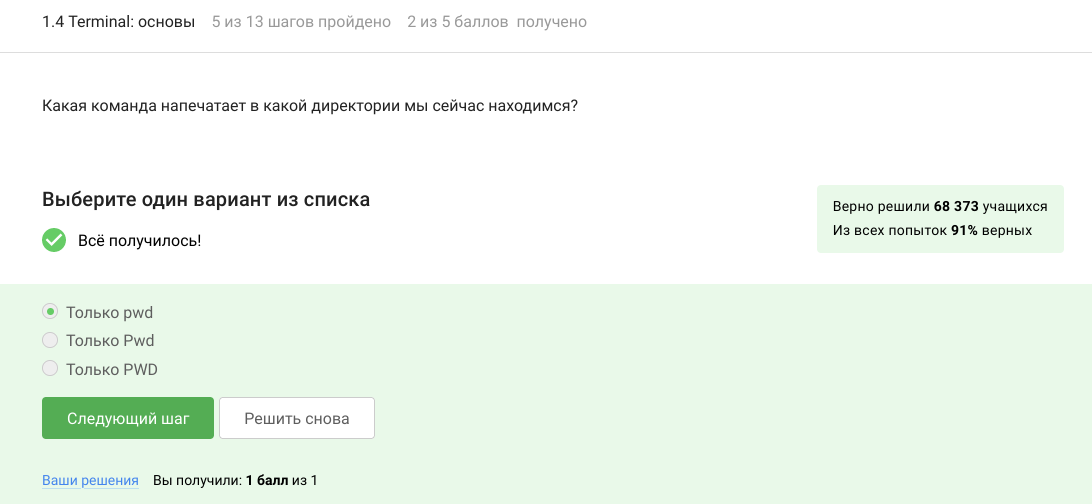 1.4 Terminal: основы 5 из 13 шагов пройдено 2 из 5 баллов получено
Какая команда напечатает в какой директории мы сейчас находимся?
Выберите один вариант из списка
Верно решили 68 373 учащихся
Из всех попыток 91% верных
Всё получилось!
Только pwd
Только Pwd
Только PWD
Следующий шаг Решить снова
Ваши решения Вы получили: 1 балл из 1